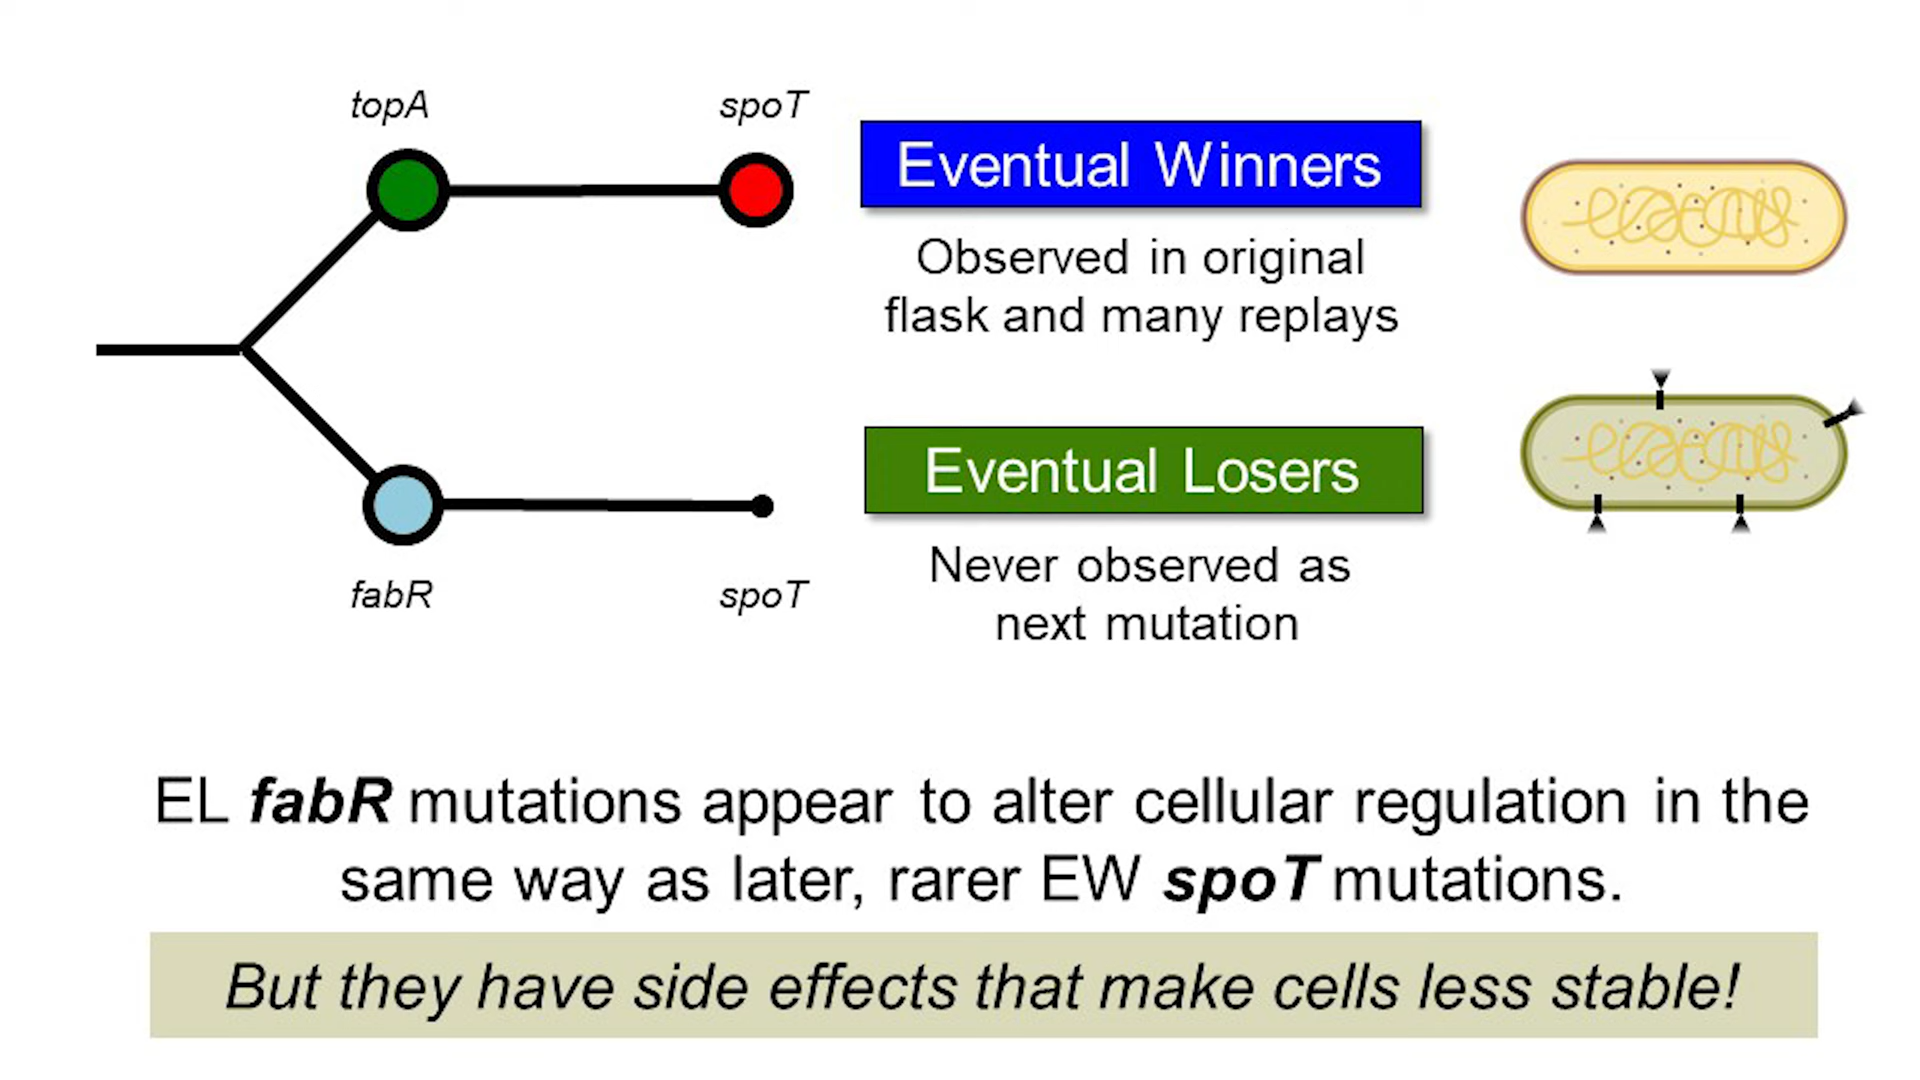 topA
spoT
Eventual Winners
Observed in original
flask and many replays
Eventual Losers
Never observed as
next mutation
fabR
spoT
EL fabR mutations appear to alter cellular regulation in the
same way as later, rarer EW spoT mutations.
But they have side effects that make cells less stable!